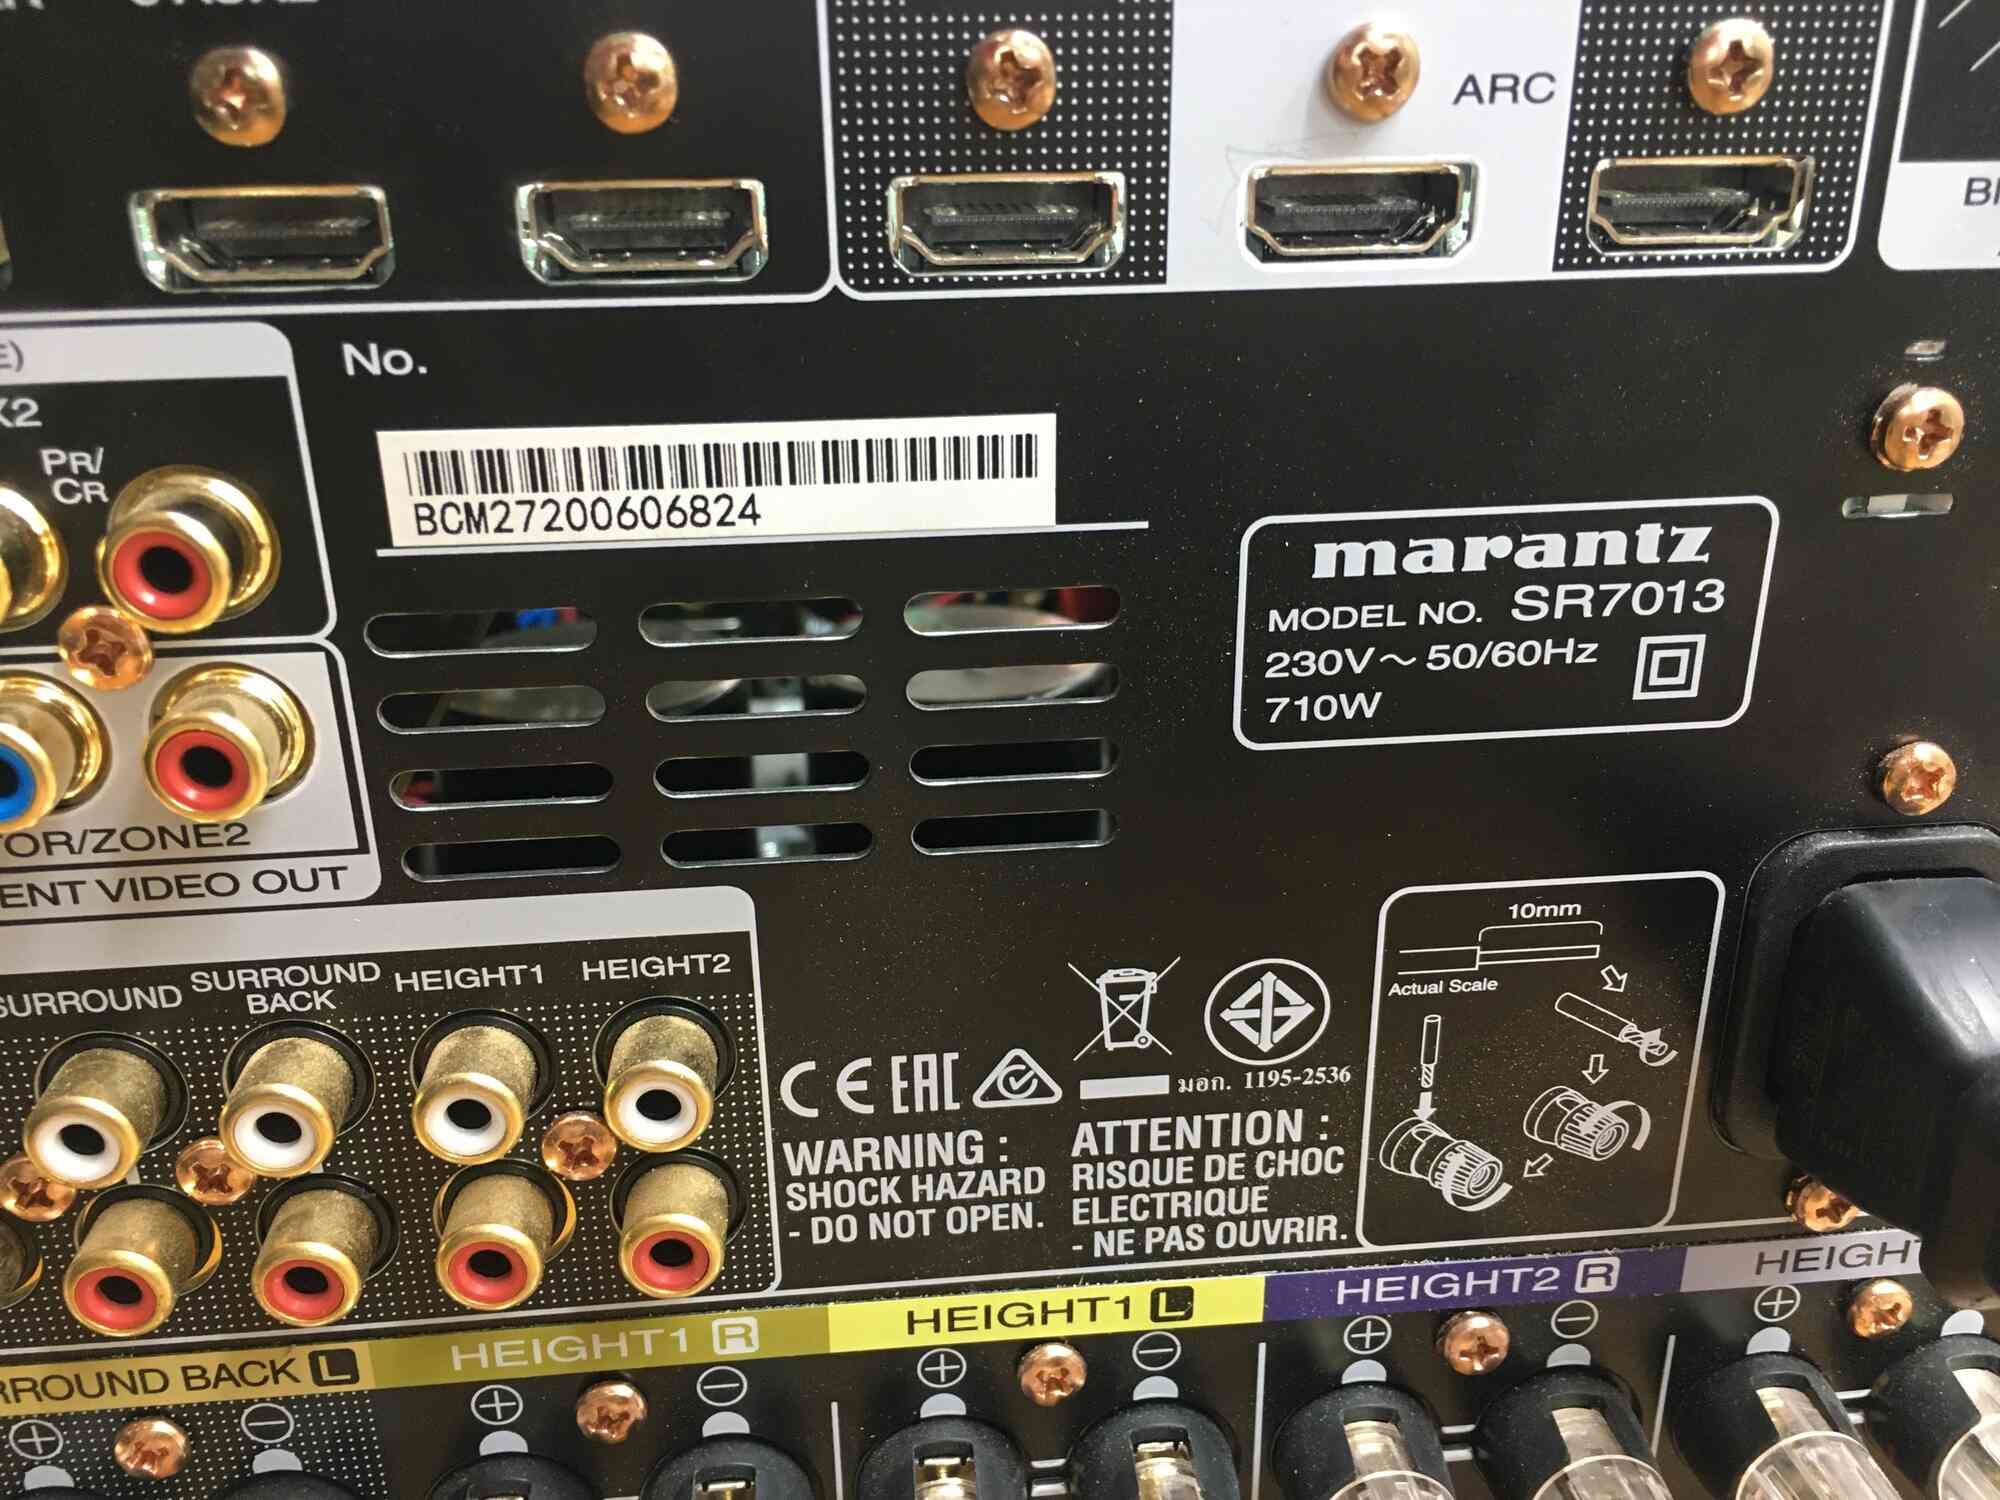 ARC
No.
BCM27200606824
X2
PR/
CR
marantz
MODEL NO. SR7013
230V ~ 50/60Hz
710W
OR/ZONE2
ENT VIDEO OUT
SURROUND
SURROUND
BACK
HEIGHT1
HEIGHT2
10mm
Actual Scale
CE EAC
มอก. 1195-2536
WARNING :
SHOCK HAZARD
- DO NOT OPEN.
ATTENTION :
RISQUE DE CHOC
ELECTRIQUE
- NE PAS OUVRIR.
RROUND BACK L
HEIGHT1 R
HEIGHT1 L
HEIGHT2 R
HEIGHT